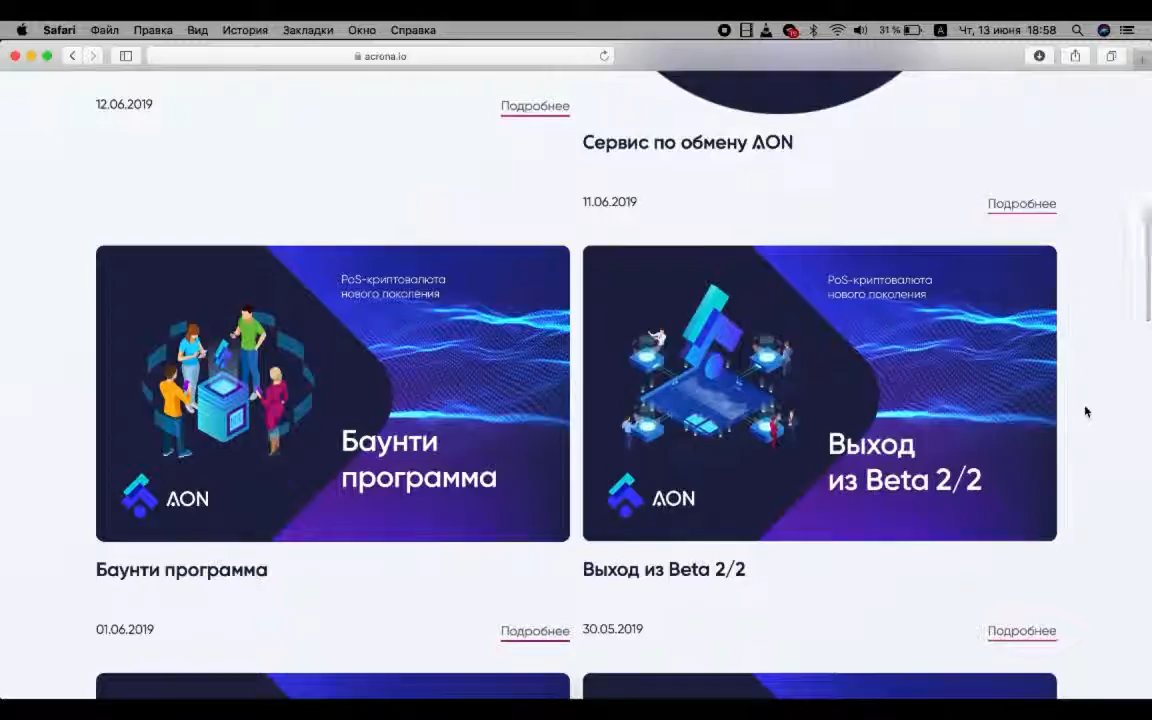 Safari Файл Правка Вид История Закладки Окно Справка 31 % A Чт, 13 июня 18:58
acrona.io
12.06.2019 Подробнее
Сервис по обмену AON
11.06.2019 Подробнее
PoS-криптовалюта
нового поколения
Баунти
программа
AON
PoS-криптовалюта
нового поколения
Выход
из Beta 2/2
AON
Баунти программа
Выход из Beta 2/2
01.06.2019 Подробнее
30.05.2019 Подробнее